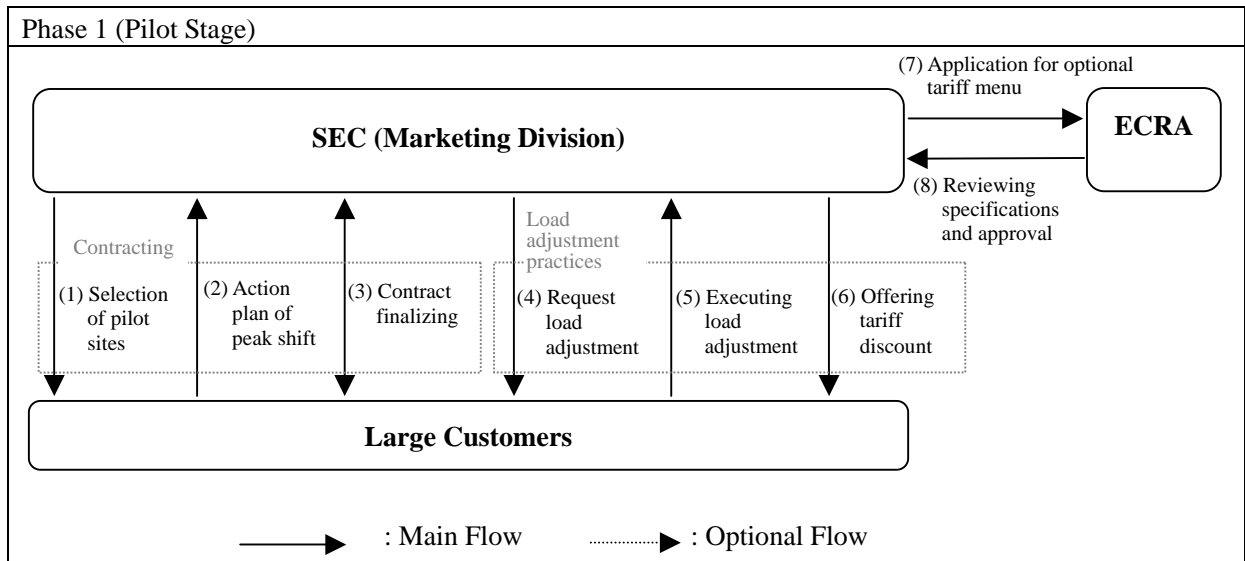 Phase 1 (Pilot Stage)
(7) Application for optional
tariff menu
SEC (Marketing Division)
ECRA
(8) Reviewing
specifications
and approval
Contracting
Load
adjustment
practices
(1) Selection
of pilot
sites
(2) Action
plan of
peak shift
(3) Contract
finalizing
(4) Request
load
adjustment
(5) Executing
load
adjustment
(6) Offering
tariff
discount
Large Customers
: Main Flow
: Optional Flow